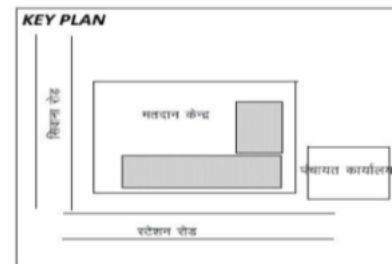 KEY PLAN
सिवाना रोड
मतदान केन्द्र
पंचायत कार्यालय
स्टेशन रोड